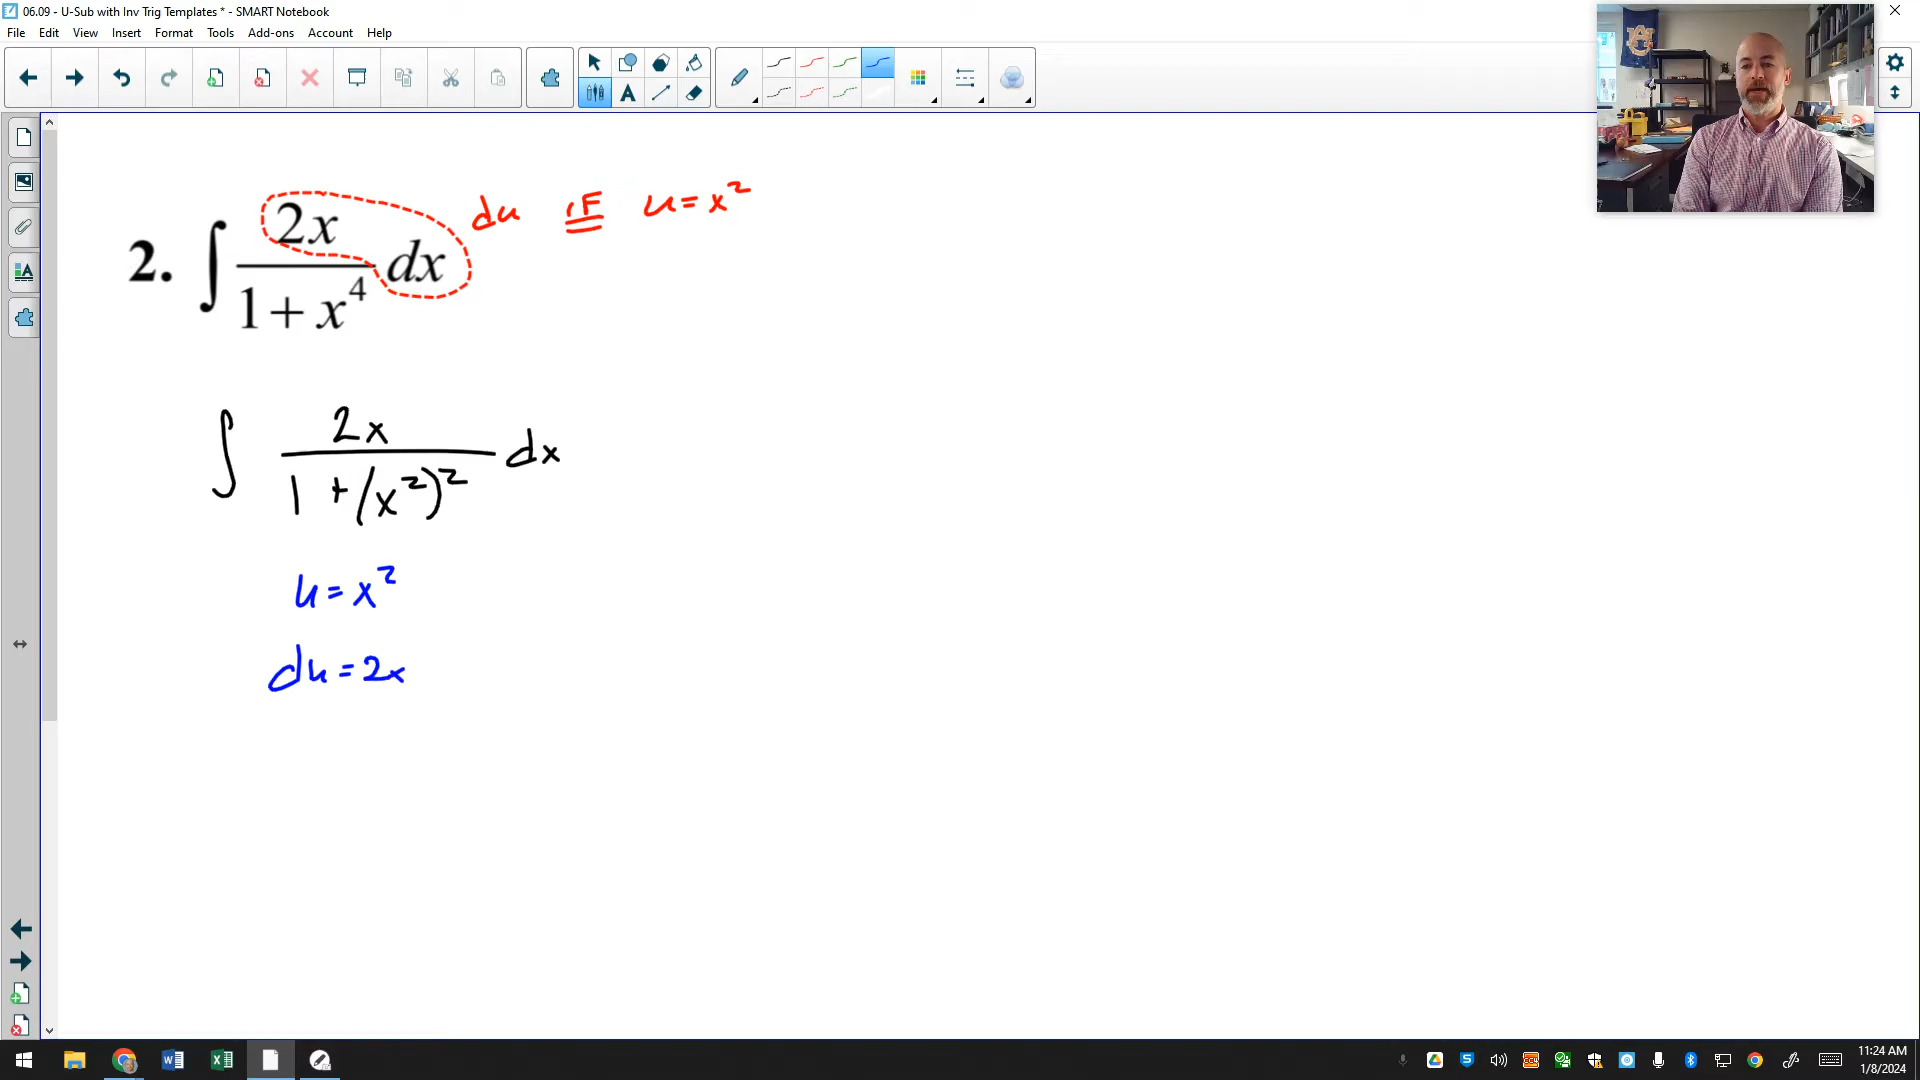 06.09 - U-Sub with Inv Trig Templates * - SMART Notebook
File Edit View Insert Format Tools Add-ons Account Help
2. ∫ 2x/(1+x⁴) dx
du IF u=x²
∫ 2x/(1+(x²)²) dx
u=x²
du=2x
11:24 AM
1/8/2024